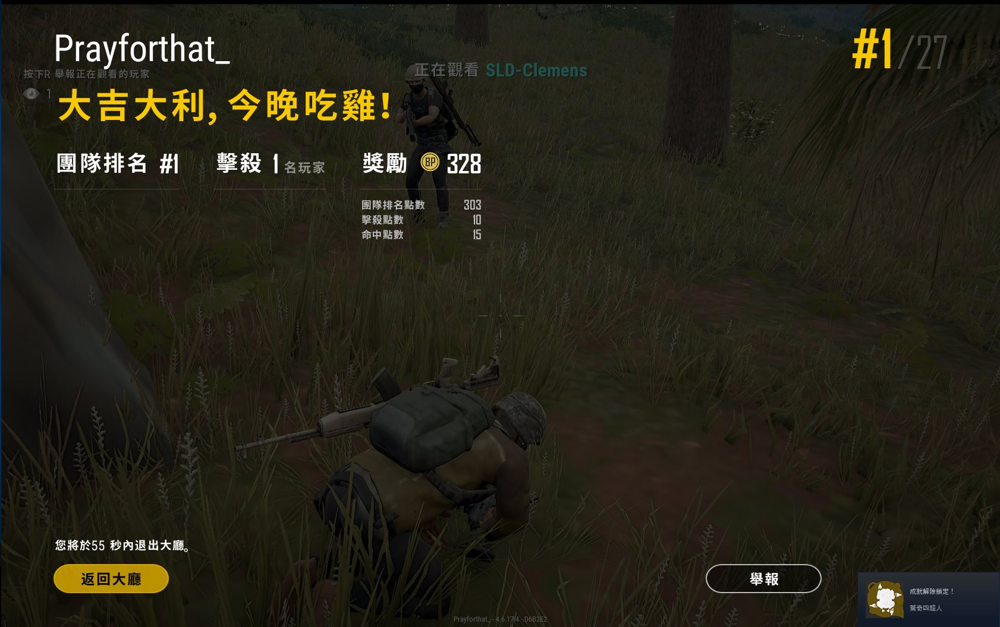 Prayforthat_
#1/27
按下R 舉報正在觀看的玩家
正在觀看 SLD-Clemens
1
大吉大利, 今晚吃雞!
團隊排名 #1
擊殺 1 名玩家
獎勵 BP 328
團隊排名點數 303
擊殺點數 10
命中點數 15
您將於55 秒內退出大廳。
返回大廳
舉報
成就解除鎖定！
驚奇四超人
Prayforthat_ - 4.6.17.4 - D6B2E2